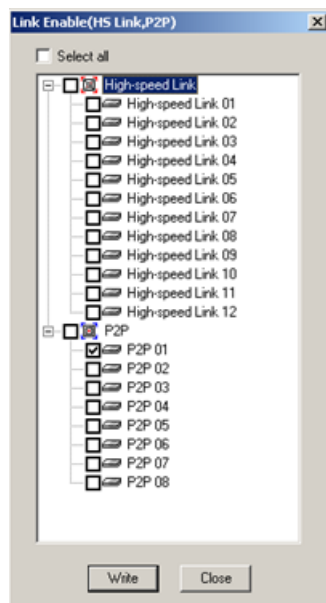 Link Enable(HS Link,P2P)
Select all
High-speed Link
High-speed Link 01
High-speed Link 02
High-speed Link 03
High-speed Link 04
High-speed Link 05
High-speed Link 06
High-speed Link 07
High-speed Link 08
High-speed Link 09
High-speed Link 10
High-speed Link 11
High-speed Link 12
P2P
P2P 01
P2P 02
P2P 03
P2P 04
P2P 05
P2P 06
P2P 07
P2P 08
Write Close